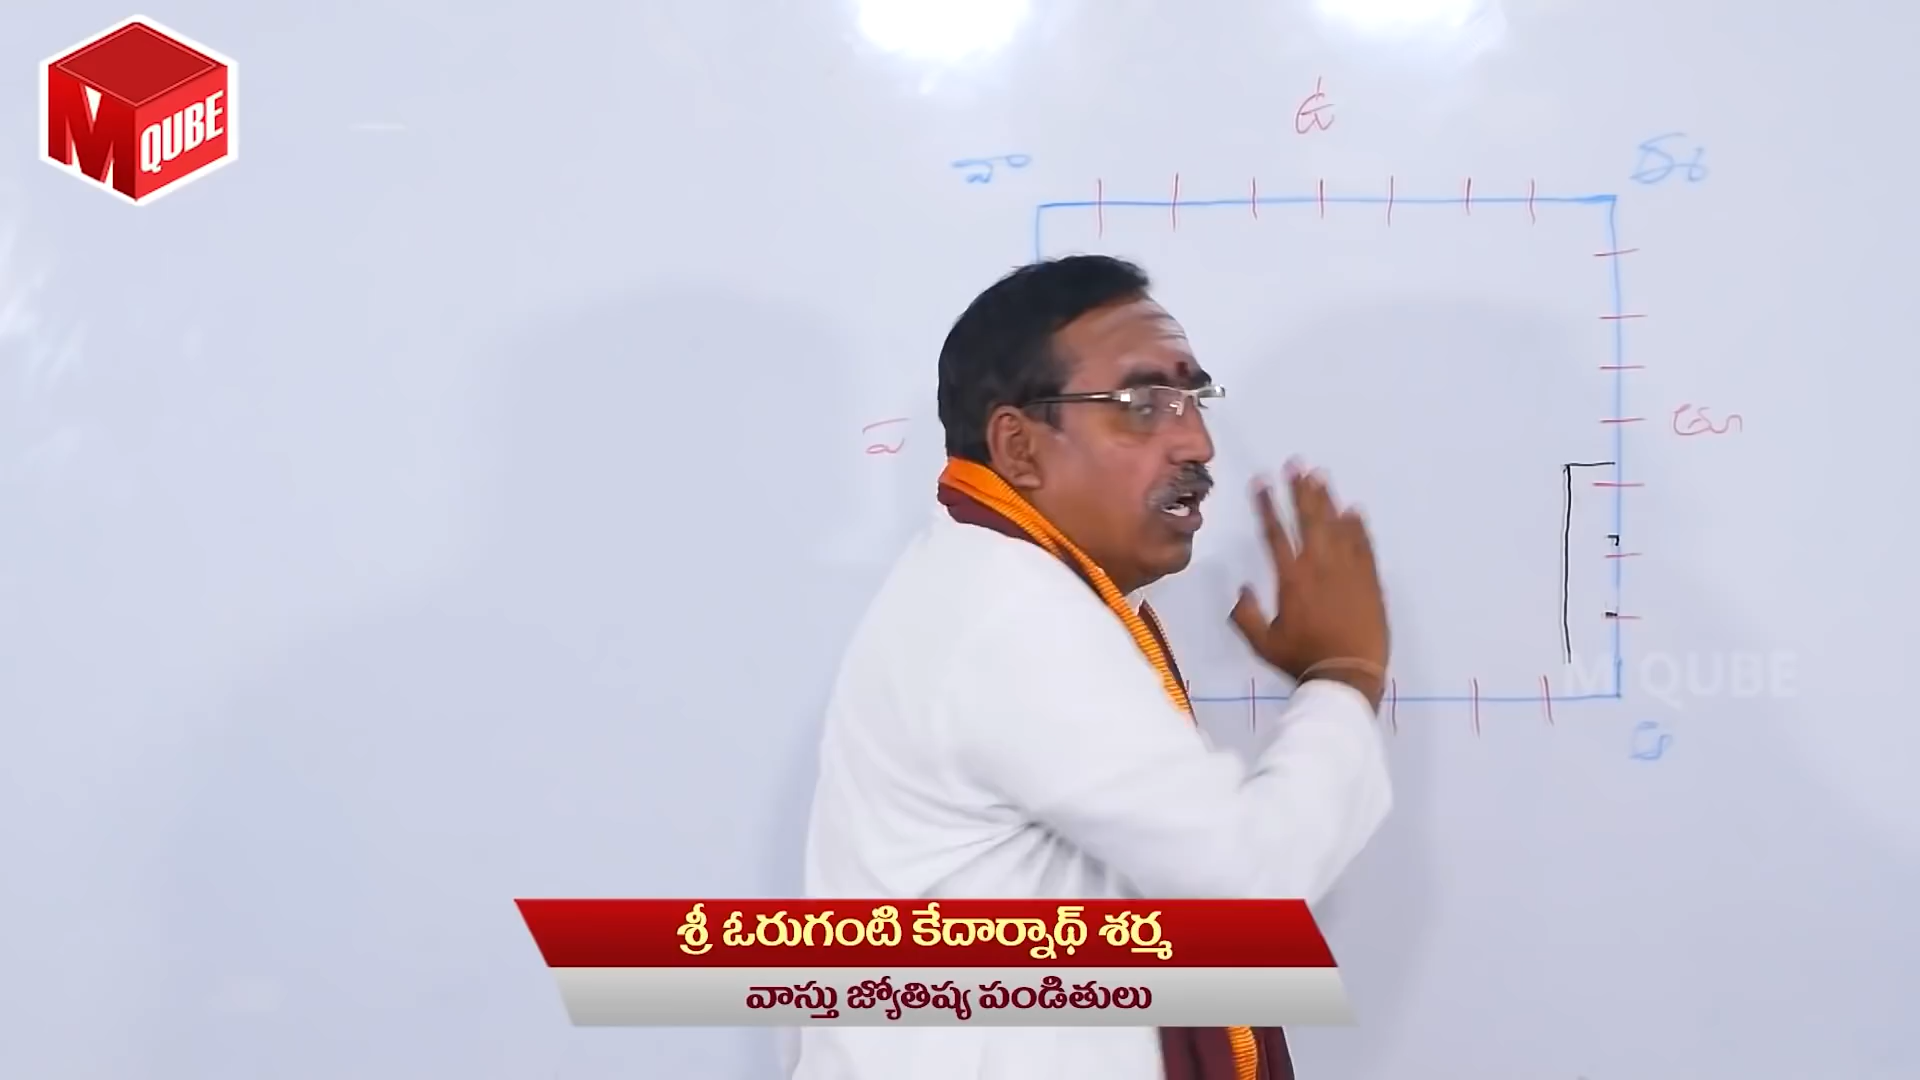 M QUBE
ఉ
వా
ఈ
ప
తూ
M QUBE
ఆ
శ్రీ ఓరుగంటి కేదార్నాథ్ శర్మ
వాస్తు జ్యోతిష్య పండితులు